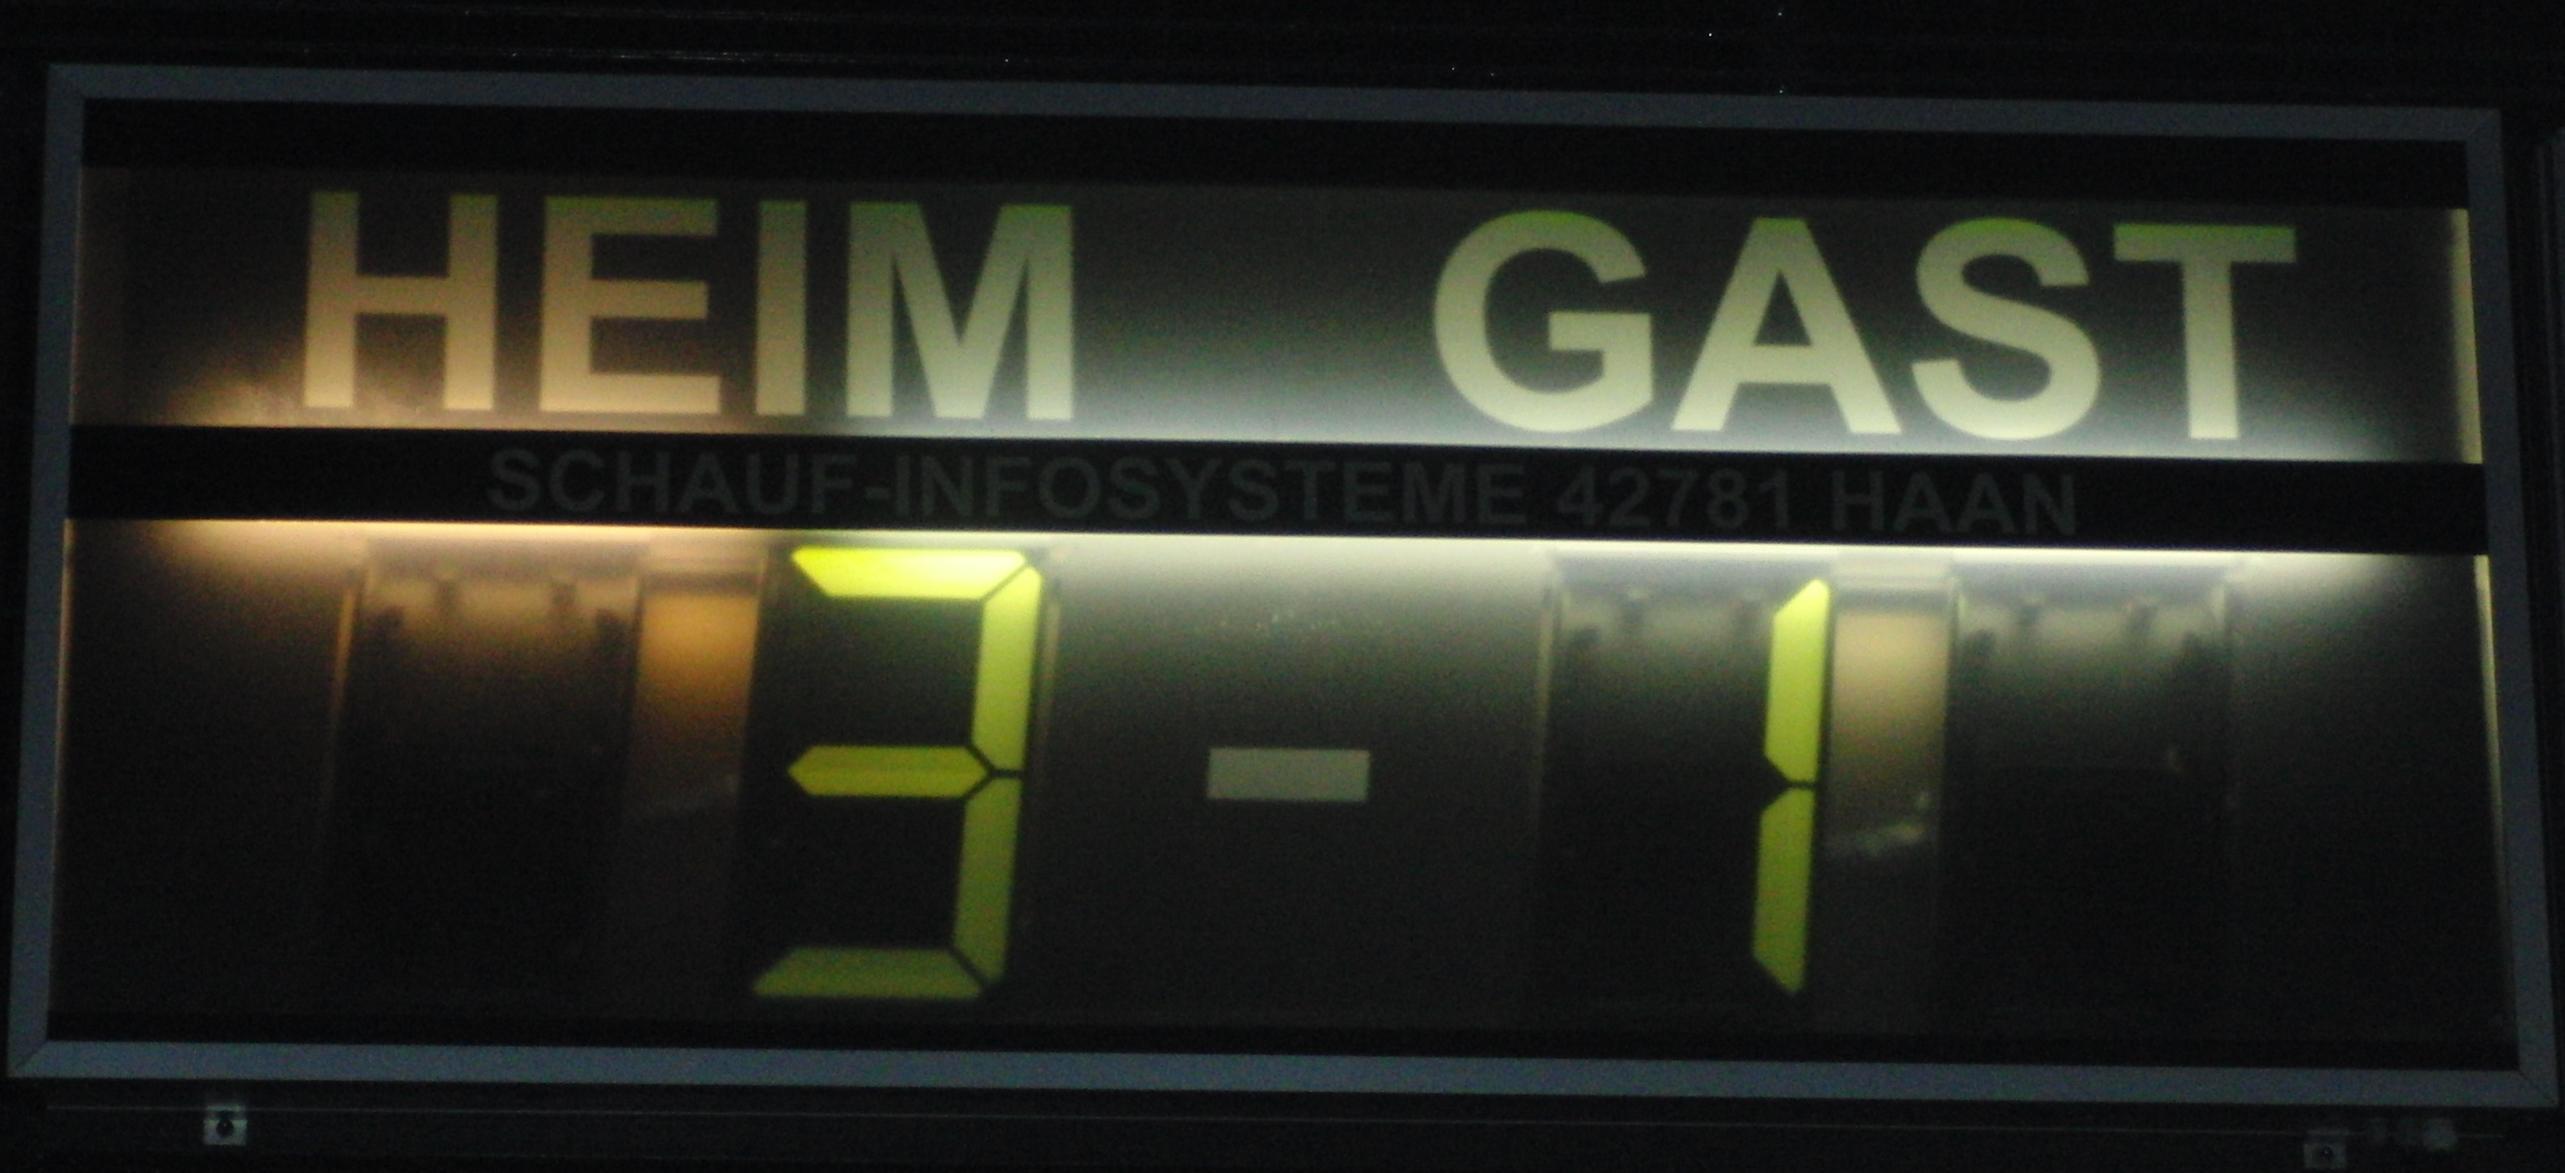 HEIM GAST
SCHAUF-INFOSYSTEME 42781 HAAN
3 - 1